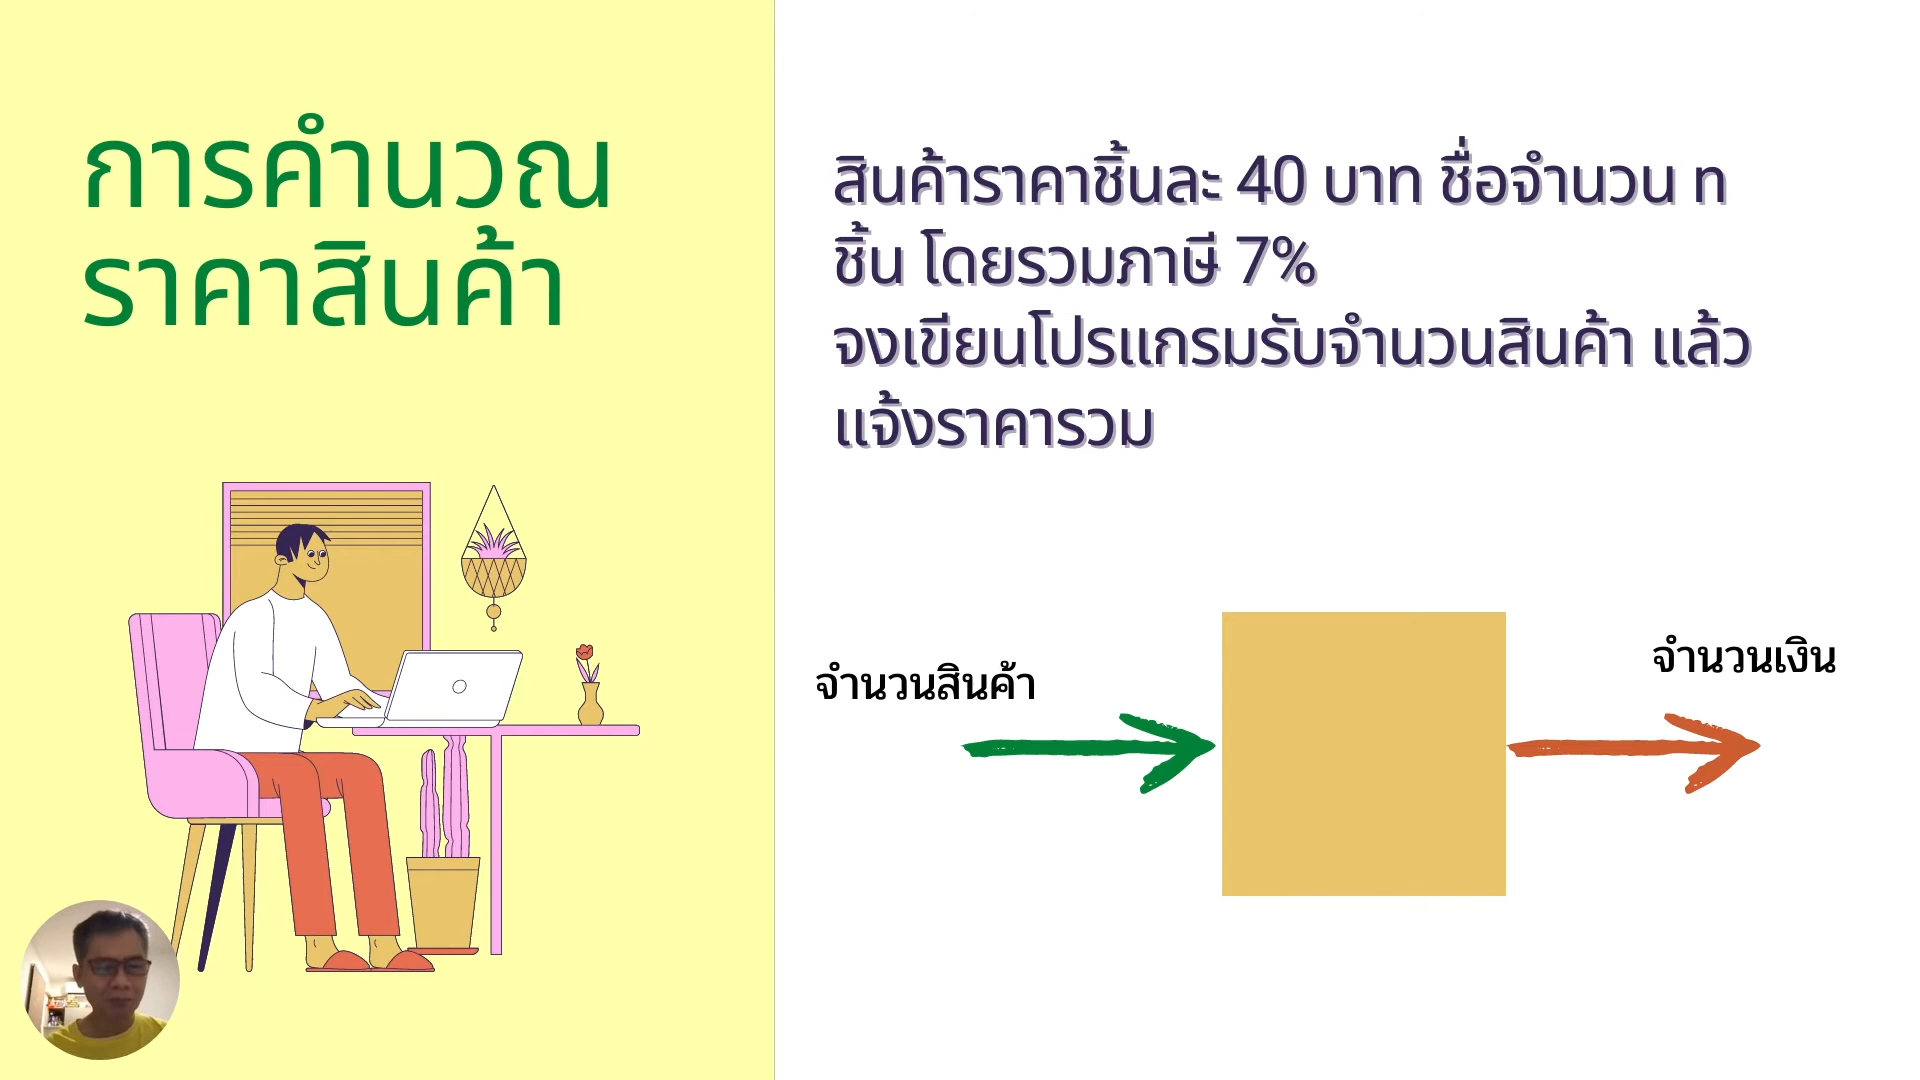 การคำนวณ
ราคาสินค้า
สินค้าราคาชิ้นละ 40 บาท ชื่อจำนวน ท
ชิ้น โดยรวมภาษี 7%
จงเขียนโปรแกรมรับจำนวนสินค้า แล้ว
แจ้งราคารวม
จำนวนสินค้า
จำนวนเงิน